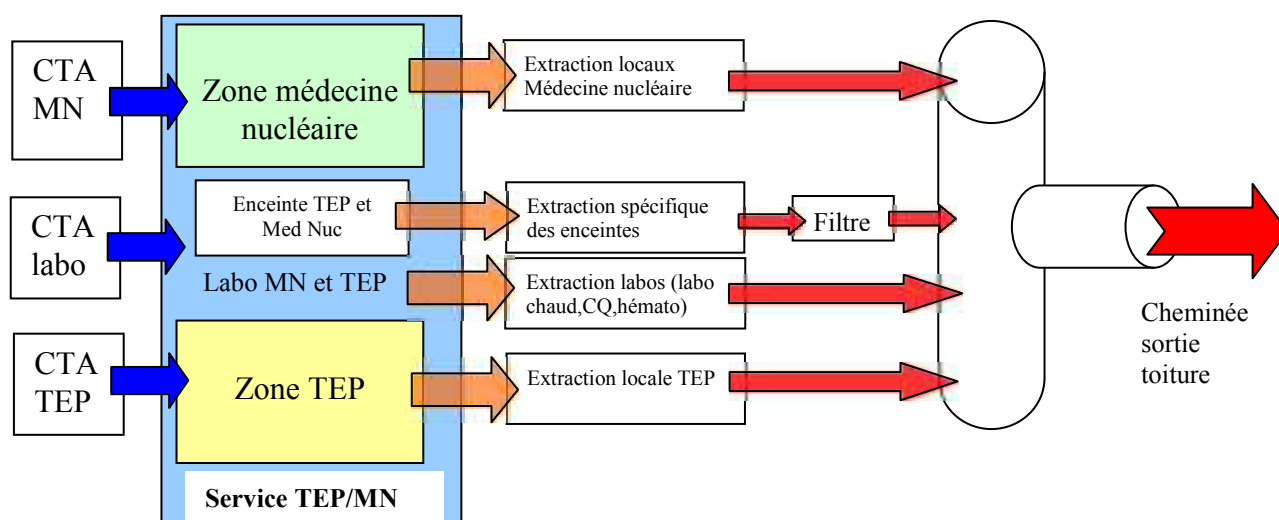 CTA
MN
Zone médecine
nucléaire
Extraction locaux
Médecine nucléaire
CTA
labo
Enceinte TEP et
Med Nuc
Extraction spécifique
des enceintes
Filtre
Labo MN et TEP
Extraction labos (labo
chaud,CQ,hémato)
CTA
TEP
Zone TEP
Extraction locale TEP
Cheminée
sortie
toiture
Service TEP/MN